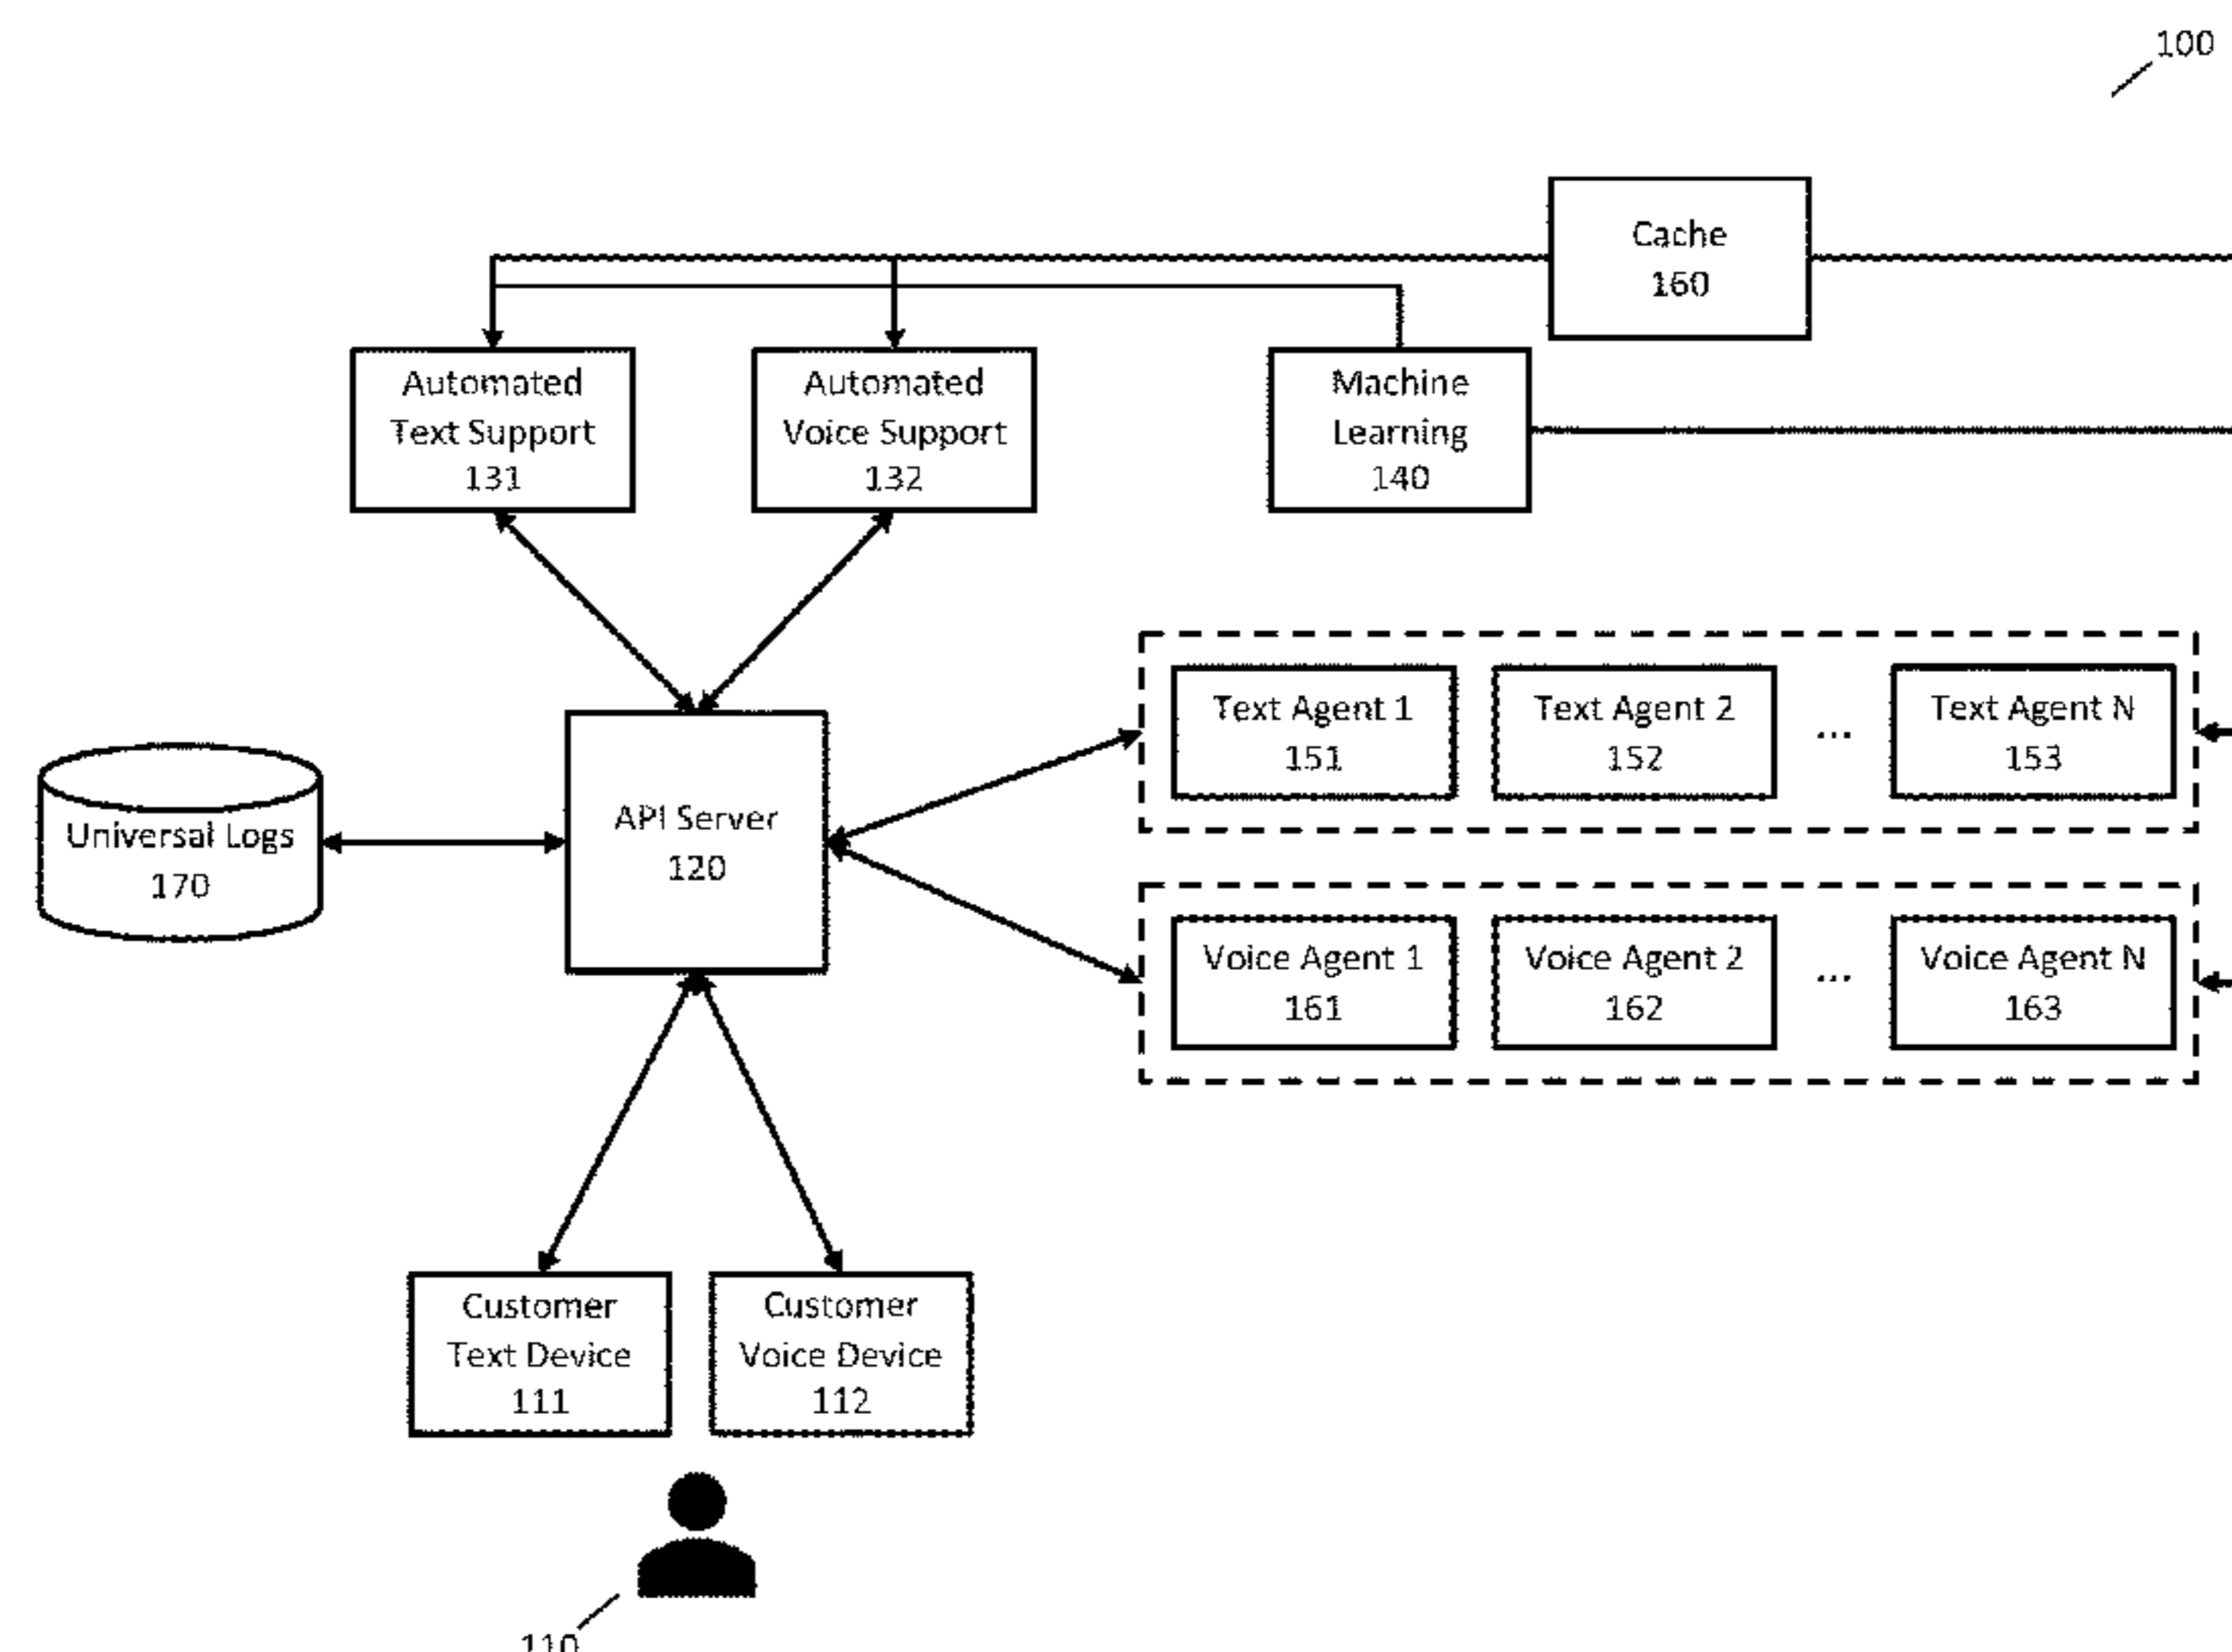 100
Cache
160
Automated
Text Support
131
Automated
Voice Support
132
Machine
Learning
140
Text Agent 1
151
Text Agent 2
152
...
Text Agent N
153
Universal Logs
170
API Server
120
Voice Agent 1
161
Voice Agent 2
162
...
Voice Agent N
163
Customer
Text Device
111
Customer
Voice Device
112
110